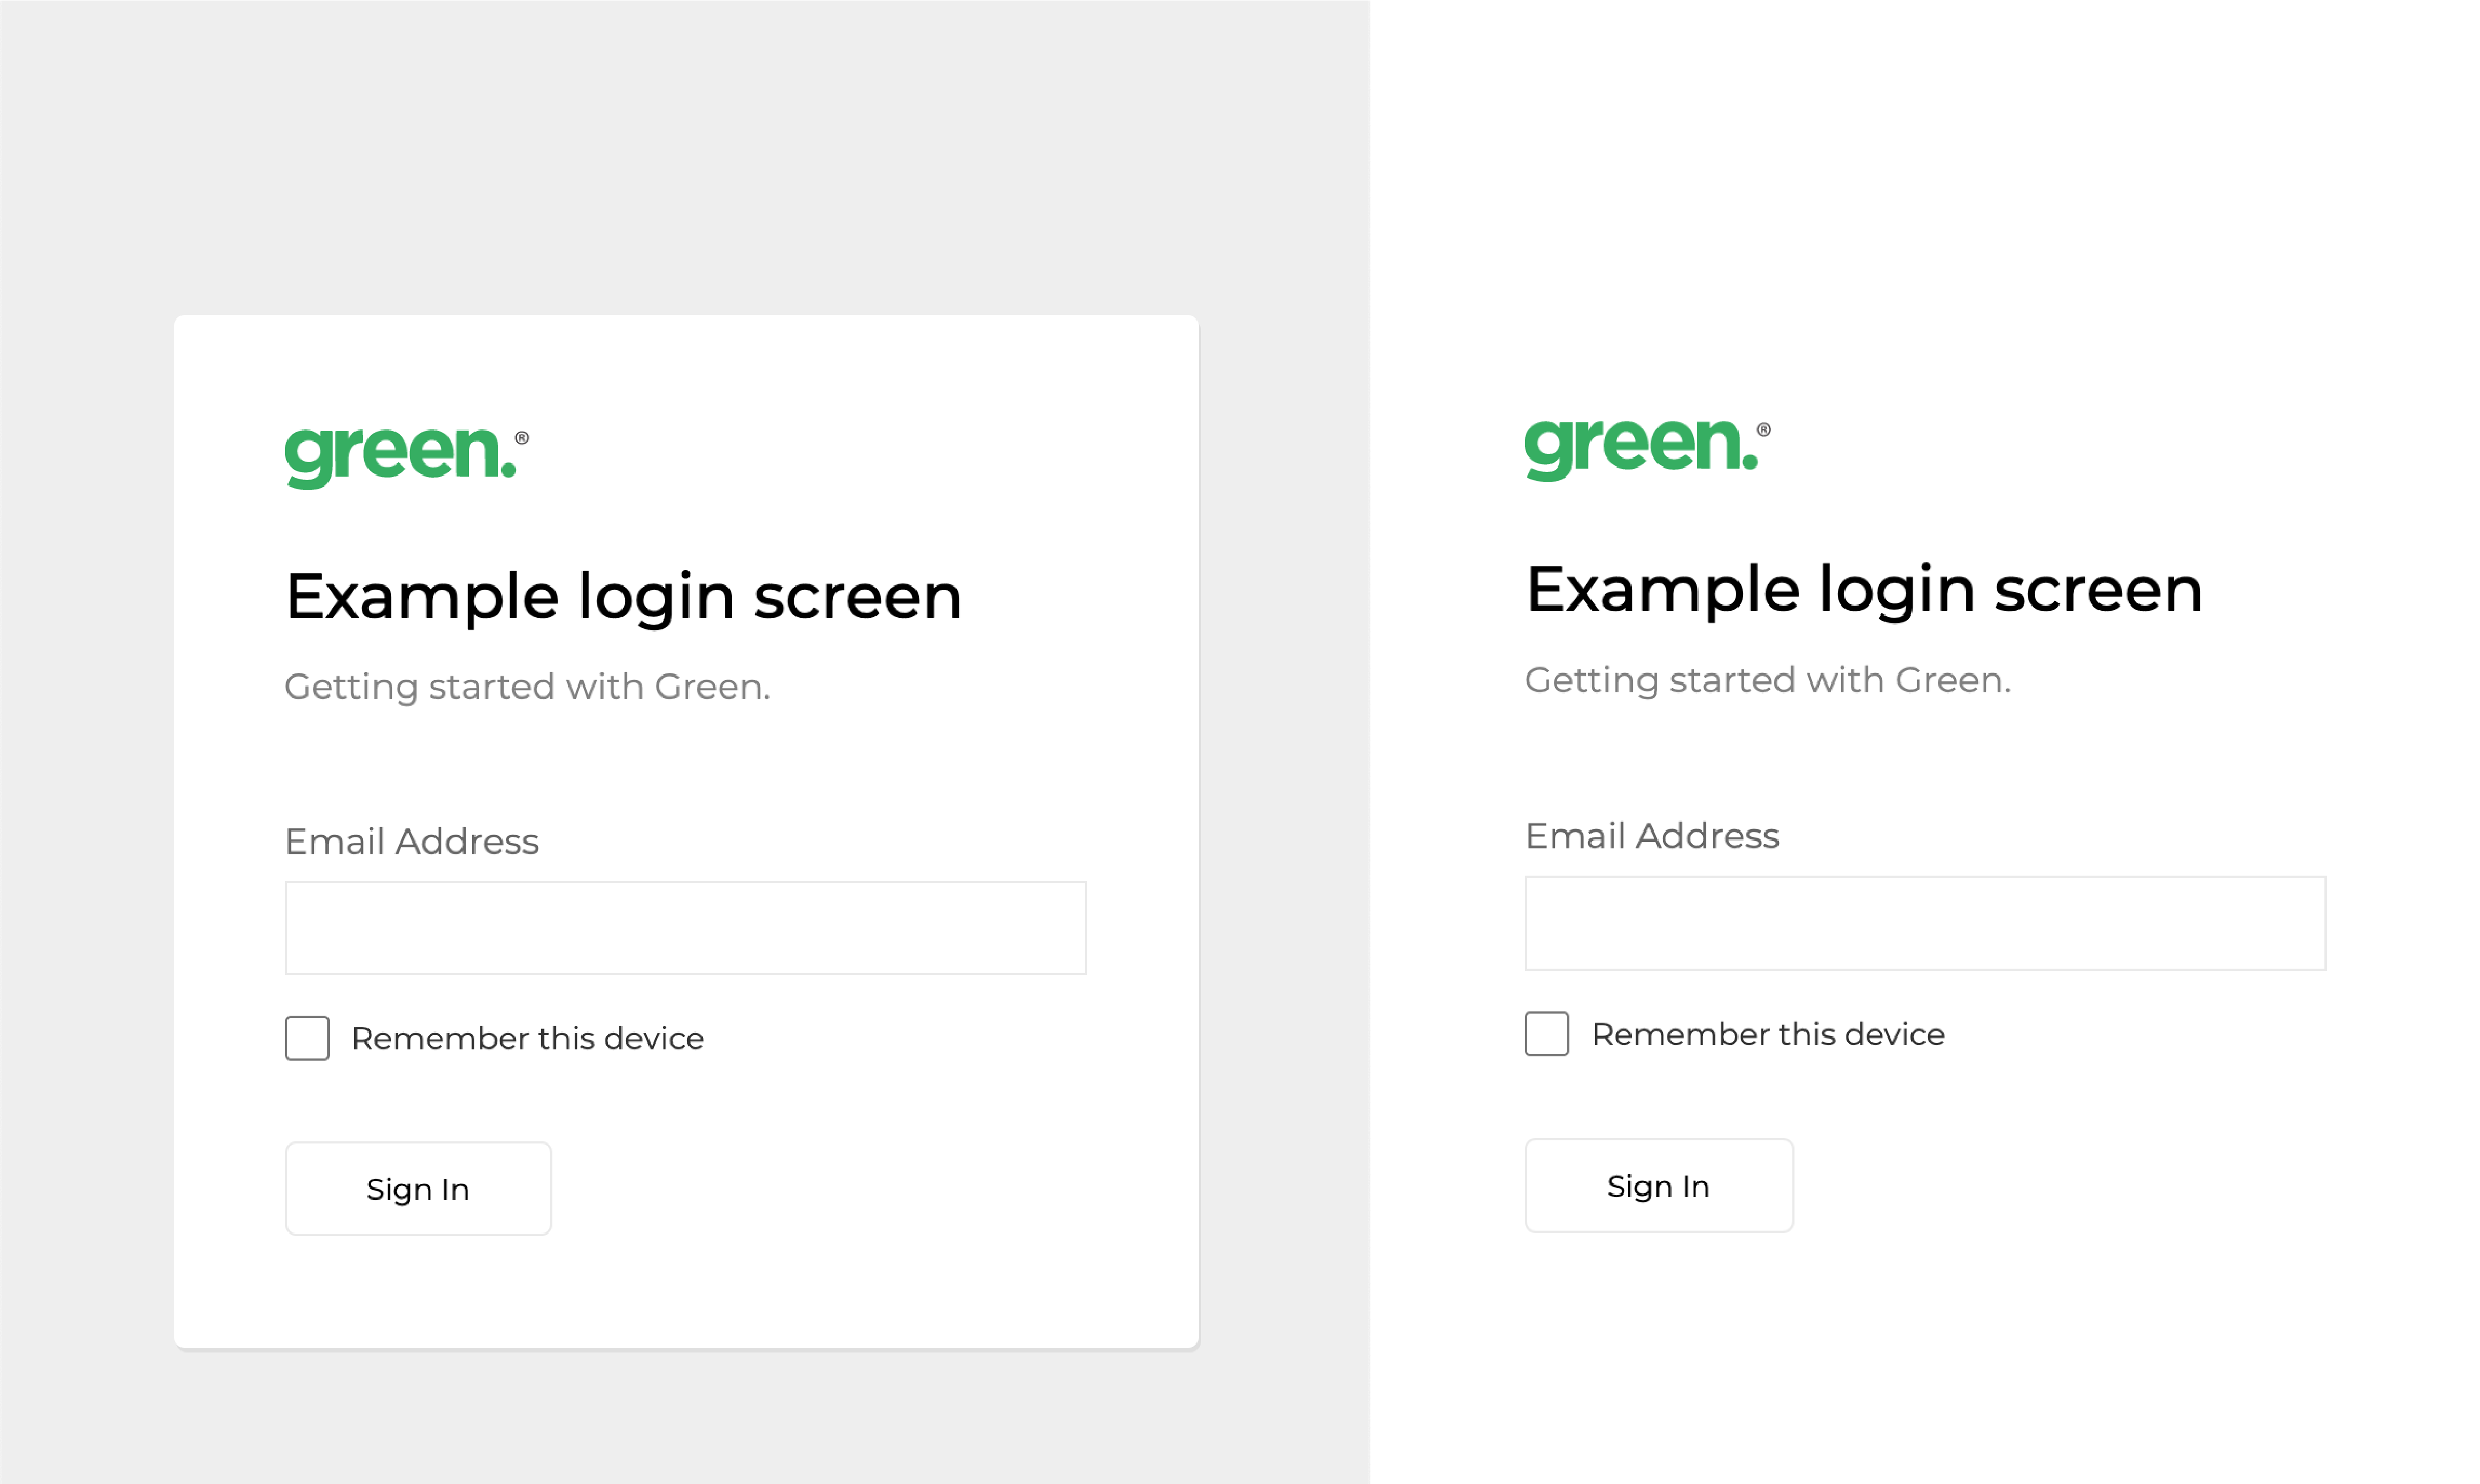 green.®
Example login screen
Getting started with Green.
Email Address
Remember this device
Sign In
green.®
Example login screen
Getting started with Green.
Email Address
Remember this device
Sign In